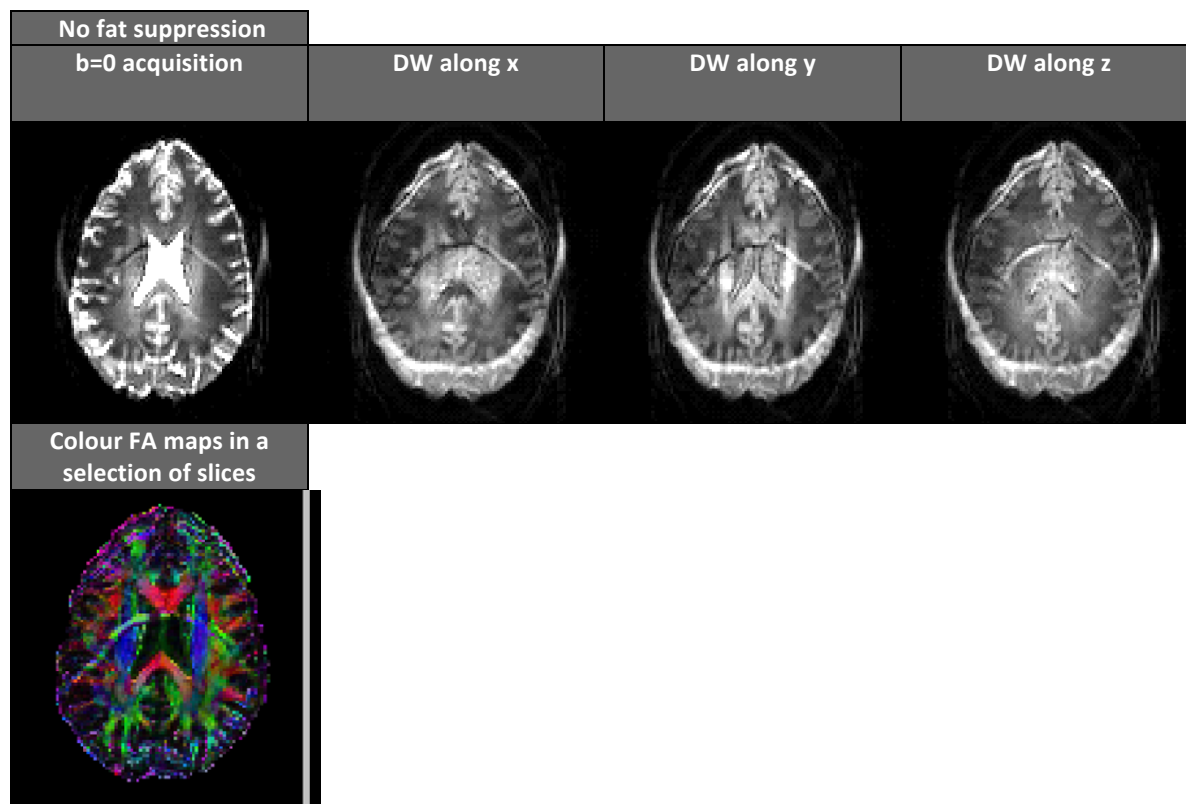 No fat suppression
b=0 acquisition
DW along x
DW along y
DW along z
Colour FA maps in a
selection of slices